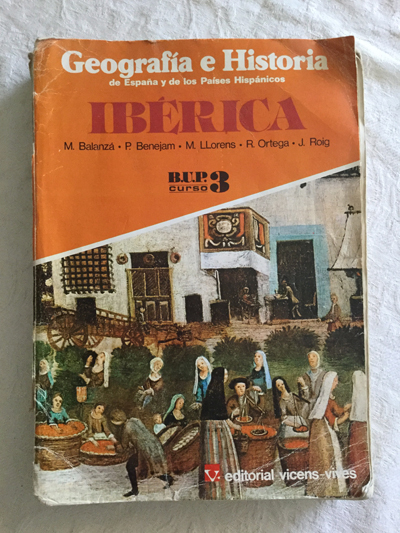 Geografía e Historia
de España y de los Países Hispánicos
IBÉRICA
M. Balanzá • P. Benejam • M. LLorens • R. Ortega • J. Roig
B.U.P. 3
curso
V. editorial vicens-vives